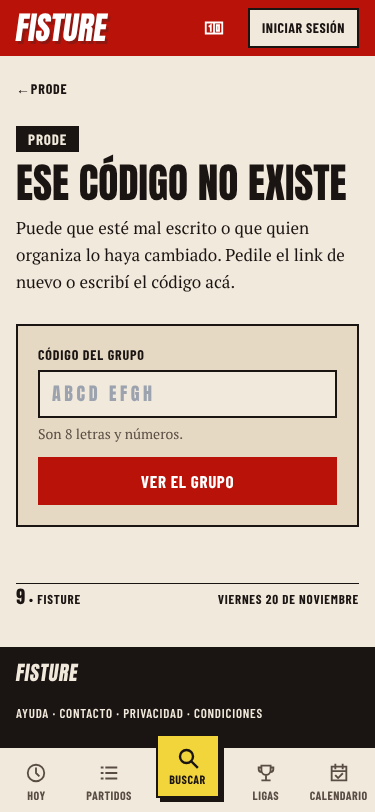 FISTURE
INICIAR SESIÓN
←PRODE
PRODE
ESE CÓDIGO NO EXISTE
Puede que esté mal escrito o que quien
organiza lo haya cambiado. Pedile el link de
nuevo o escribí el código acá.
CÓDIGO DEL GRUPO
ABCD EFGH
Son 8 letras y números.
VER EL GRUPO
9 • FISTURE
VIERNES 20 DE NOVIEMBRE
FISTURE
AYUDA · CONTACTO · PRIVACIDAD · CONDICIONES
HOY
PARTIDOS
BUSCAR
LIGAS
CALENDARIO